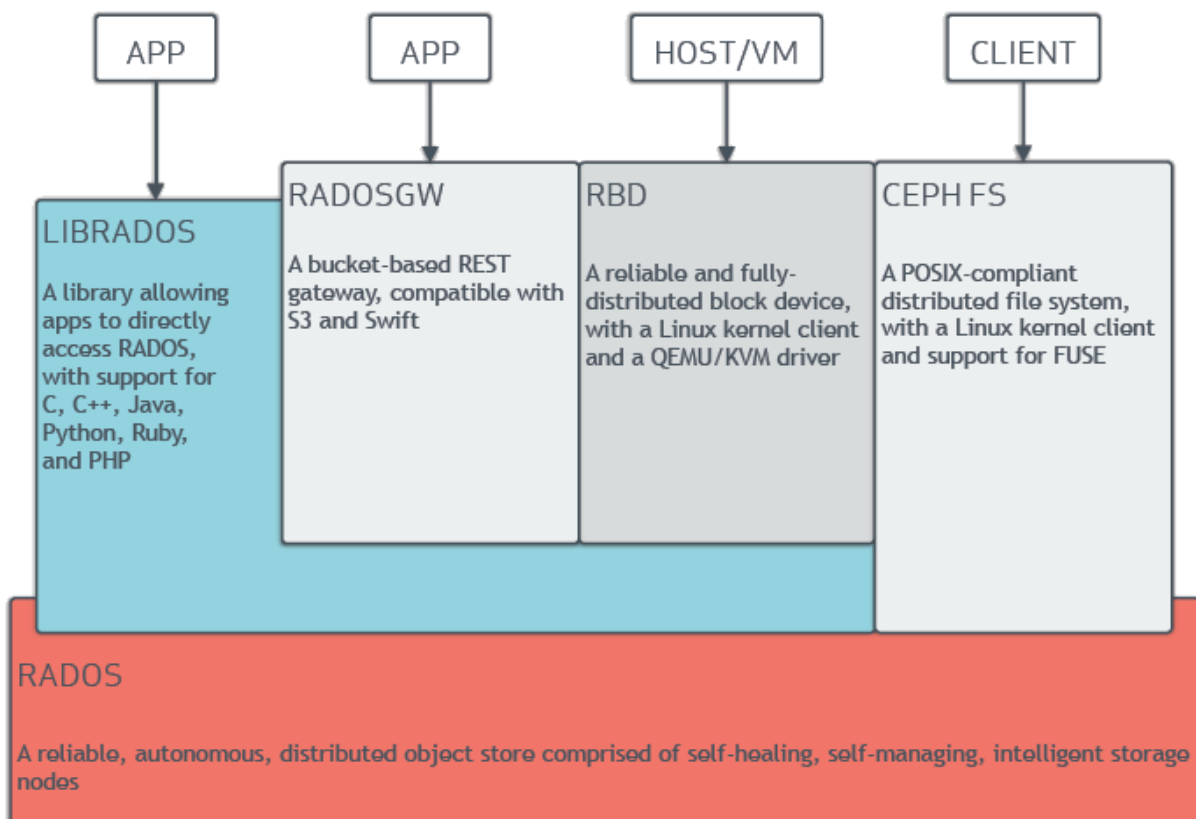 APP
APP
HOST/VM
CLIENT
LIBRADOS
A library allowing
apps to directly
access RADOS,
with support for
C, C++, Java,
Python, Ruby,
and PHP
RADOSGW
A bucket-based REST
gateway, compatible with
S3 and Swift
RBD
A reliable and fully-
distributed block device,
with a Linux kernel client
and a QEMU/KVM driver
CEPH FS
A POSIX-compliant
distributed file system,
with a Linux kernel client
and support for FUSE
RADOS
A reliable, autonomous, distributed object store comprised of self-healing, self-managing, intelligent storage
nodes